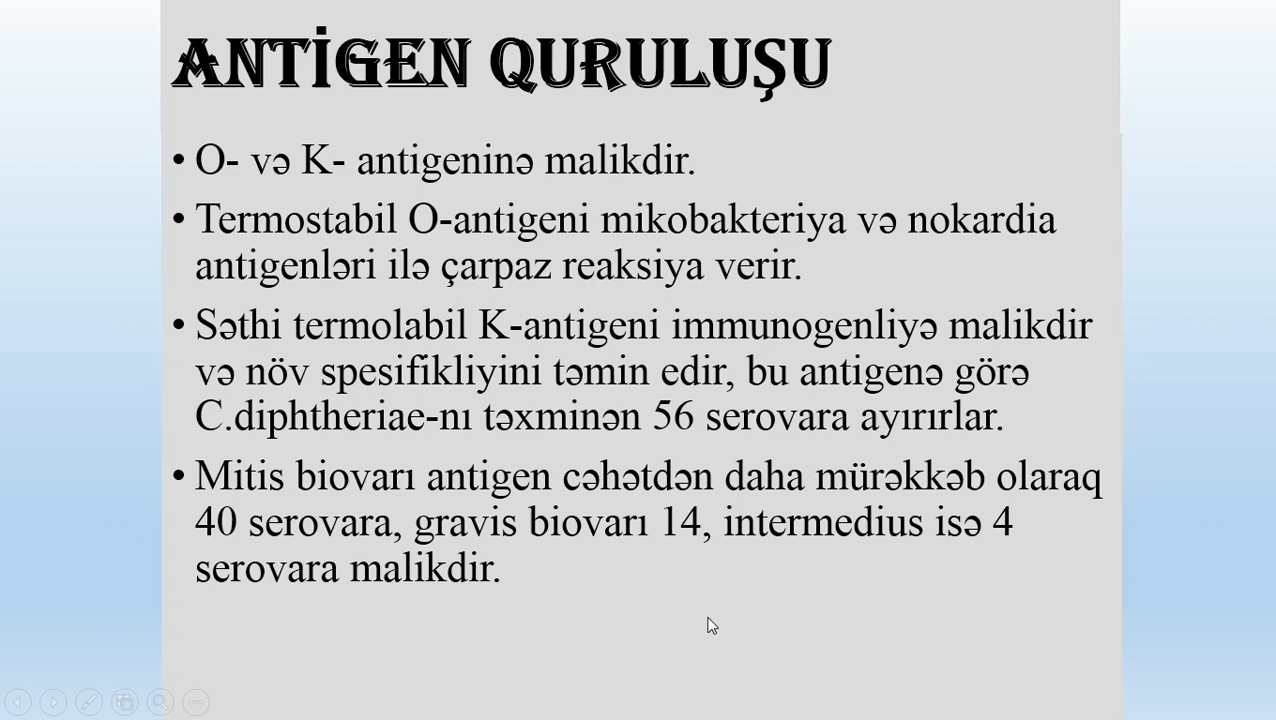 ANTİGEN QURULUŞU
• O- və K- antigeninə malikdir.
• Termostabil O-antigeni mikobakteriya və nokardia
antigenləri ilə çarpaz reaksiya verir.
• Səthi termolabil K-antigeni immunogenliyə malikdir
və növ spesifikliyini təmin edir, bu antigenə görə
C.diphtheriae-nı təxminən 56 serovara ayırırlar.
• Mitis biovarı antigen cəhətdən daha mürəkkəb olaraq
40 serovara, gravis biovarı 14, intermedius isə 4
serovara malikdir.